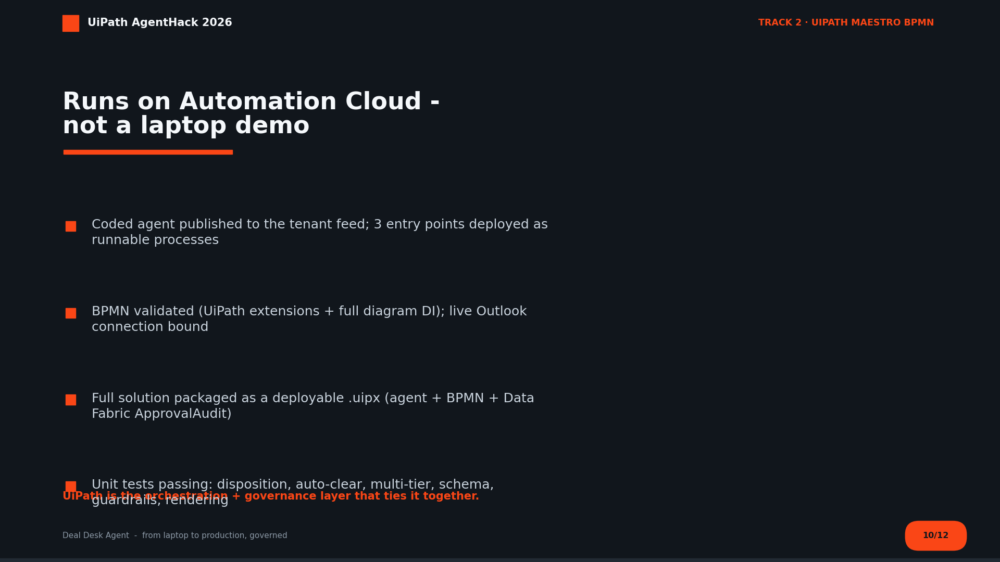 UiPath AgentHack 2026
TRACK 2 · UIPATH MAESTRO BPMN
Runs on Automation Cloud -
not a laptop demo
Coded agent published to the tenant feed; 3 entry points deployed as
runnable processes
BPMN validated (UiPath extensions + full diagram DI); live Outlook
connection bound
Full solution packaged as a deployable .uipx (agent + BPMN + Data
Fabric ApprovalAudit)
Unit tests passing: disposition, auto-clear, multi-tier, schema,
guardrails, rendering
UiPath is the orchestration + governance layer that ties it together.
Deal Desk Agent - from laptop to production, governed
10/12